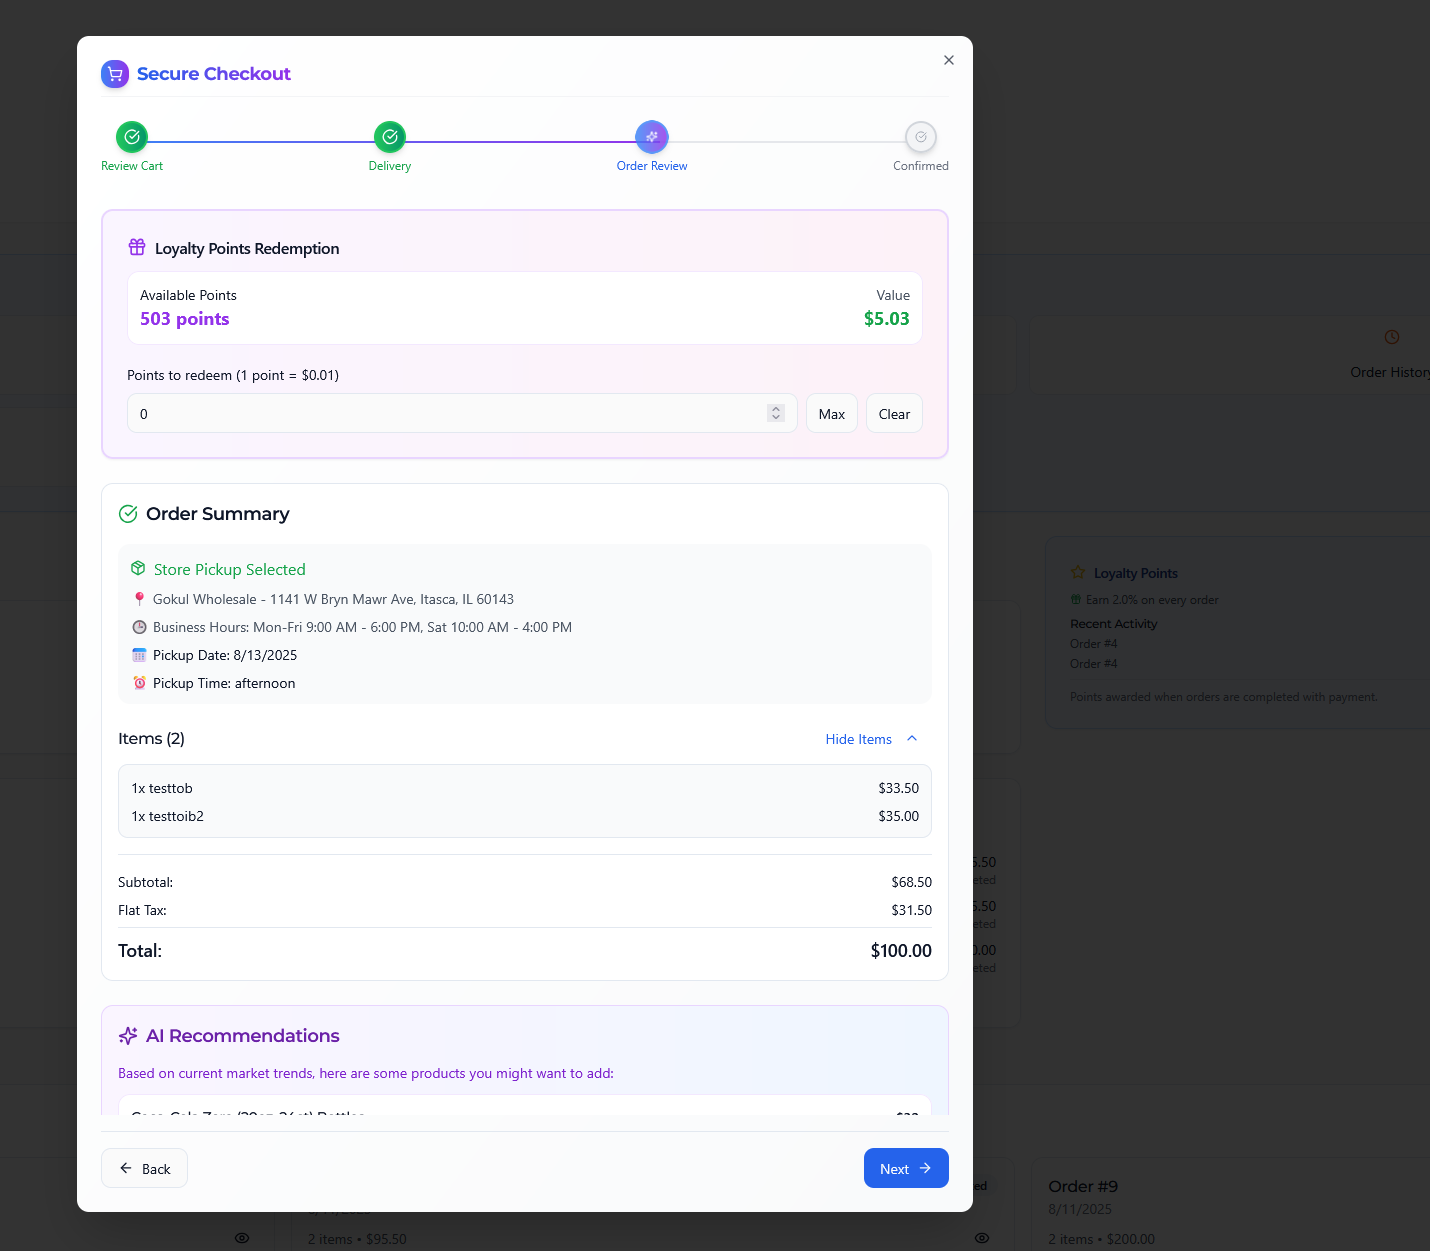 Secure Checkout
Review Cart
Delivery
Order Review
Confirmed
Loyalty Points Redemption
Available Points
Value
503 points
$5.03
Points to redeem (1 point = $0.01)
0
Max
Clear
Order Summary
Store Pickup Selected
Gokul Wholesale - 1141 W Bryn Mawr Ave, Itasca, IL 60143
Business Hours: Mon-Fri 9:00 AM - 6:00 PM, Sat 10:00 AM - 4:00 PM
Pickup Date: 8/13/2025
Pickup Time: afternoon
Items (2)
Hide Items
1x testtob
$33.50
1x testtoib2
$35.00
Subtotal:
$68.50
Flat Tax:
$31.50
Total:
$100.00
AI Recommendations
Based on current market trends, here are some products you might want to add:
Back
Next
Order History
Loyalty Points
Earn 2.0% on every order
Recent Activity
Order #4
Order #4
Points awarded when orders are completed with payment.
2 items • $95.50
Order #9
8/11/2025
2 items • $200.00